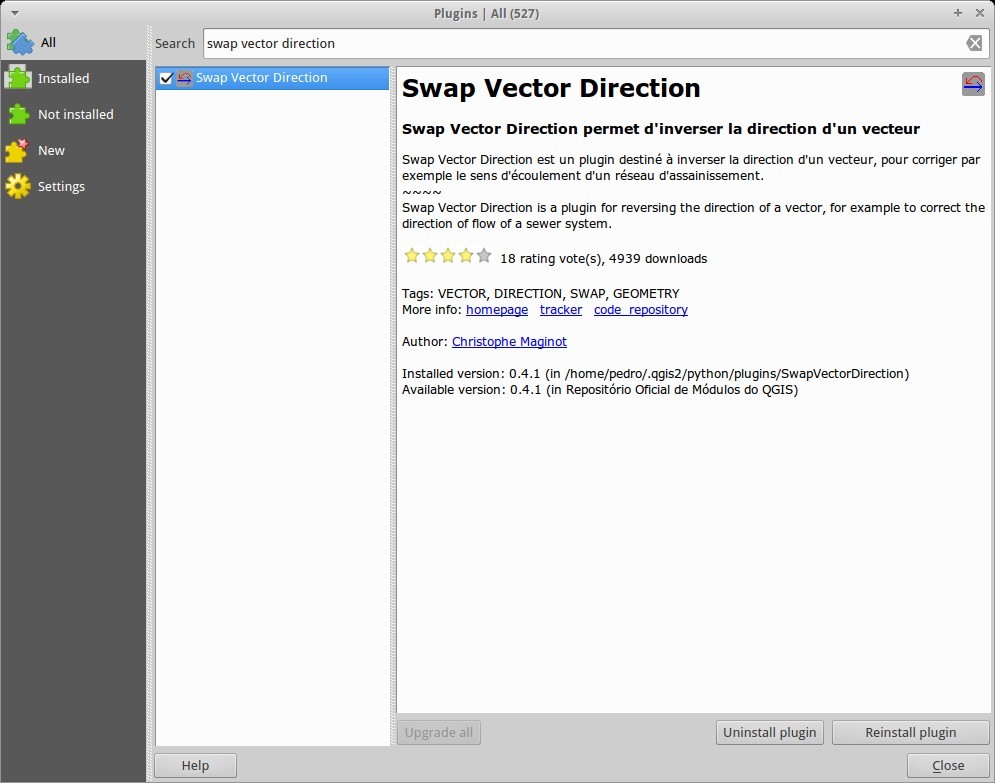 Plugins | All (527)
All
Installed
Not installed
New
Settings
Search swap vector direction
Swap Vector Direction
Swap Vector Direction
Swap Vector Direction permet d'inverser la direction d'un vecteur
Swap Vector Direction est un plugin destiné à inverser la direction d'un vecteur, pour corriger par
exemple le sens d'écoulement d'un réseau d'assainissement.
~~~~
Swap Vector Direction is a plugin for reversing the direction of a vector, for example to correct the
direction of flow of a sewer system.
18 rating vote(s), 4939 downloads
Tags: VECTOR, DIRECTION, SWAP, GEOMETRY
More info: homepage tracker code_repository
Author: Christophe Maginot
Installed version: 0.4.1 (in /home/pedro/.qgis2/python/plugins/SwapVectorDirection)
Available version: 0.4.1 (in Repositório Oficial de Módulos do QGIS)
Upgrade all Uninstall plugin Reinstall plugin
Help Close